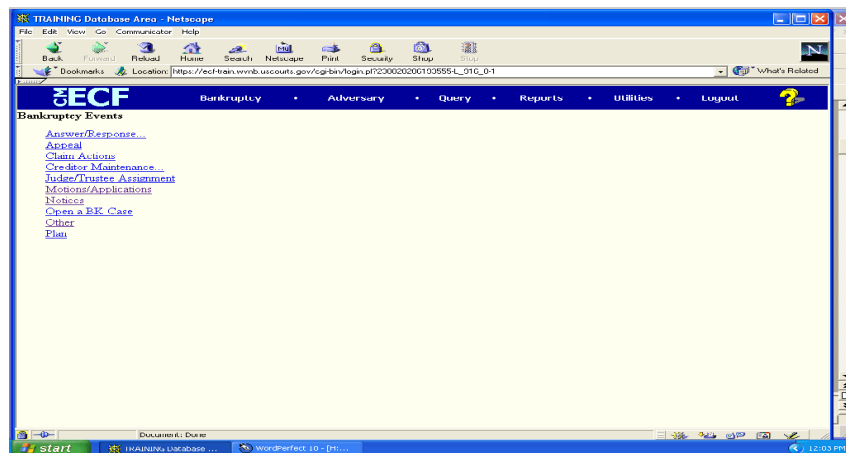 TRAINING Database Area - Netscape
File Edit View Go Communicator Help
Back Forward Reload Home Search Netscape Print Security Shop Stop
Bookmarks Location: https://ecf-train.wvnb.uscourts.gov/cgi-bin/login.pl?230020206193555-L_916_0-1 What's Related
CM ECF Bankruptcy • Adversary • Query • Reports • Utilities • Logout ?
Bankruptcy Events
Answer/Response...
Appeal
Claim Actions
Creditor Maintenance...
Judge/Trustee Assignment
Motions/Applications
Notices
Open a BK Case
Other
Plan
Document: Done
start TRAINING Database ... WordPerfect 10 - [H:... 12:03 PM